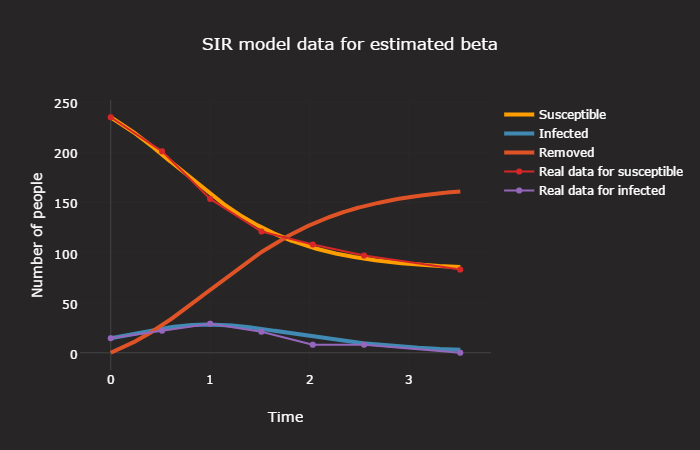 SIR model data for estimated beta
250
200
150
100
50
0
Number of people
0 1 2 3
Time
Susceptible
Infected
Removed
Real data for susceptible
Real data for infected